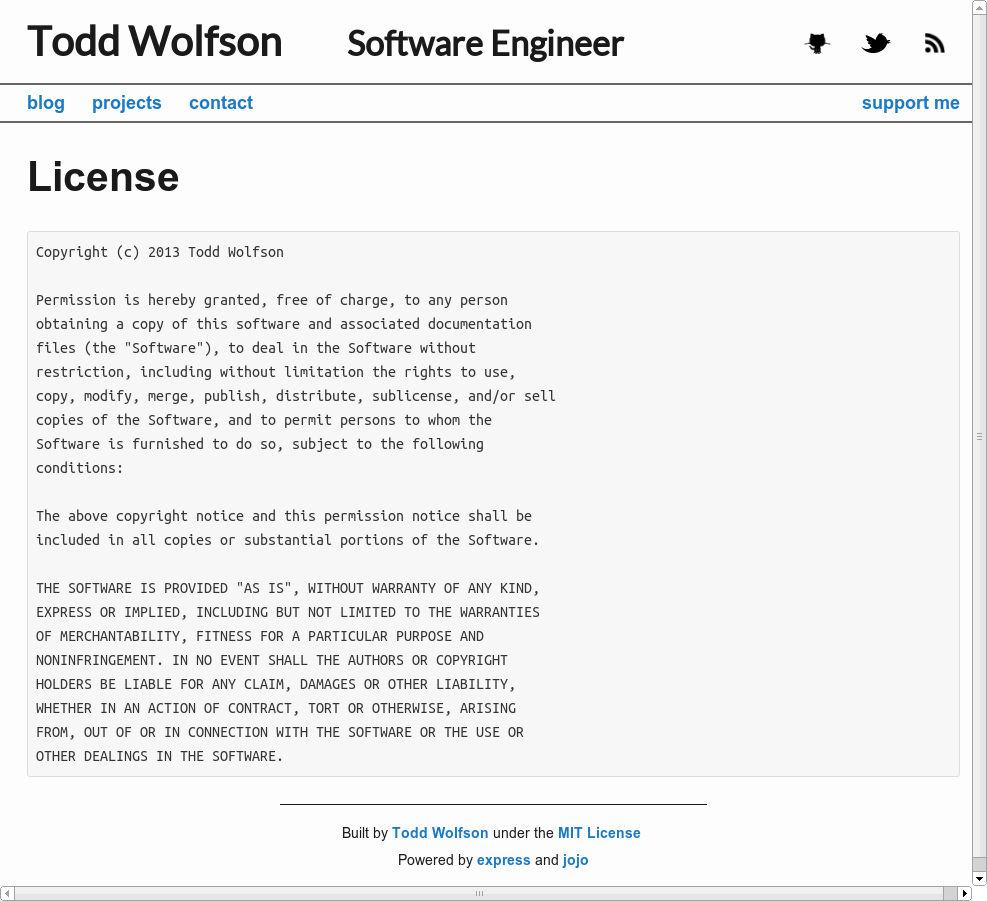 Todd Wolfson Software Engineer
blog projects contact support me
License
Copyright (c) 2013 Todd Wolfson
Permission is hereby granted, free of charge, to any person
obtaining a copy of this software and associated documentation
files (the "Software"), to deal in the Software without
restriction, including without limitation the rights to use,
copy, modify, merge, publish, distribute, sublicense, and/or sell
copies of the Software, and to permit persons to whom the
Software is furnished to do so, subject to the following
conditions:
The above copyright notice and this permission notice shall be
included in all copies or substantial portions of the Software.
THE SOFTWARE IS PROVIDED "AS IS", WITHOUT WARRANTY OF ANY KIND,
EXPRESS OR IMPLIED, INCLUDING BUT NOT LIMITED TO THE WARRANTIES
OF MERCHANTABILITY, FITNESS FOR A PARTICULAR PURPOSE AND
NONINFRINGEMENT. IN NO EVENT SHALL THE AUTHORS OR COPYRIGHT
HOLDERS BE LIABLE FOR ANY CLAIM, DAMAGES OR OTHER LIABILITY,
WHETHER IN AN ACTION OF CONTRACT, TORT OR OTHERWISE, ARISING
FROM, OUT OF OR IN CONNECTION WITH THE SOFTWARE OR THE USE OR
OTHER DEALINGS IN THE SOFTWARE.
Built by Todd Wolfson under the MIT License
Powered by express and jojo